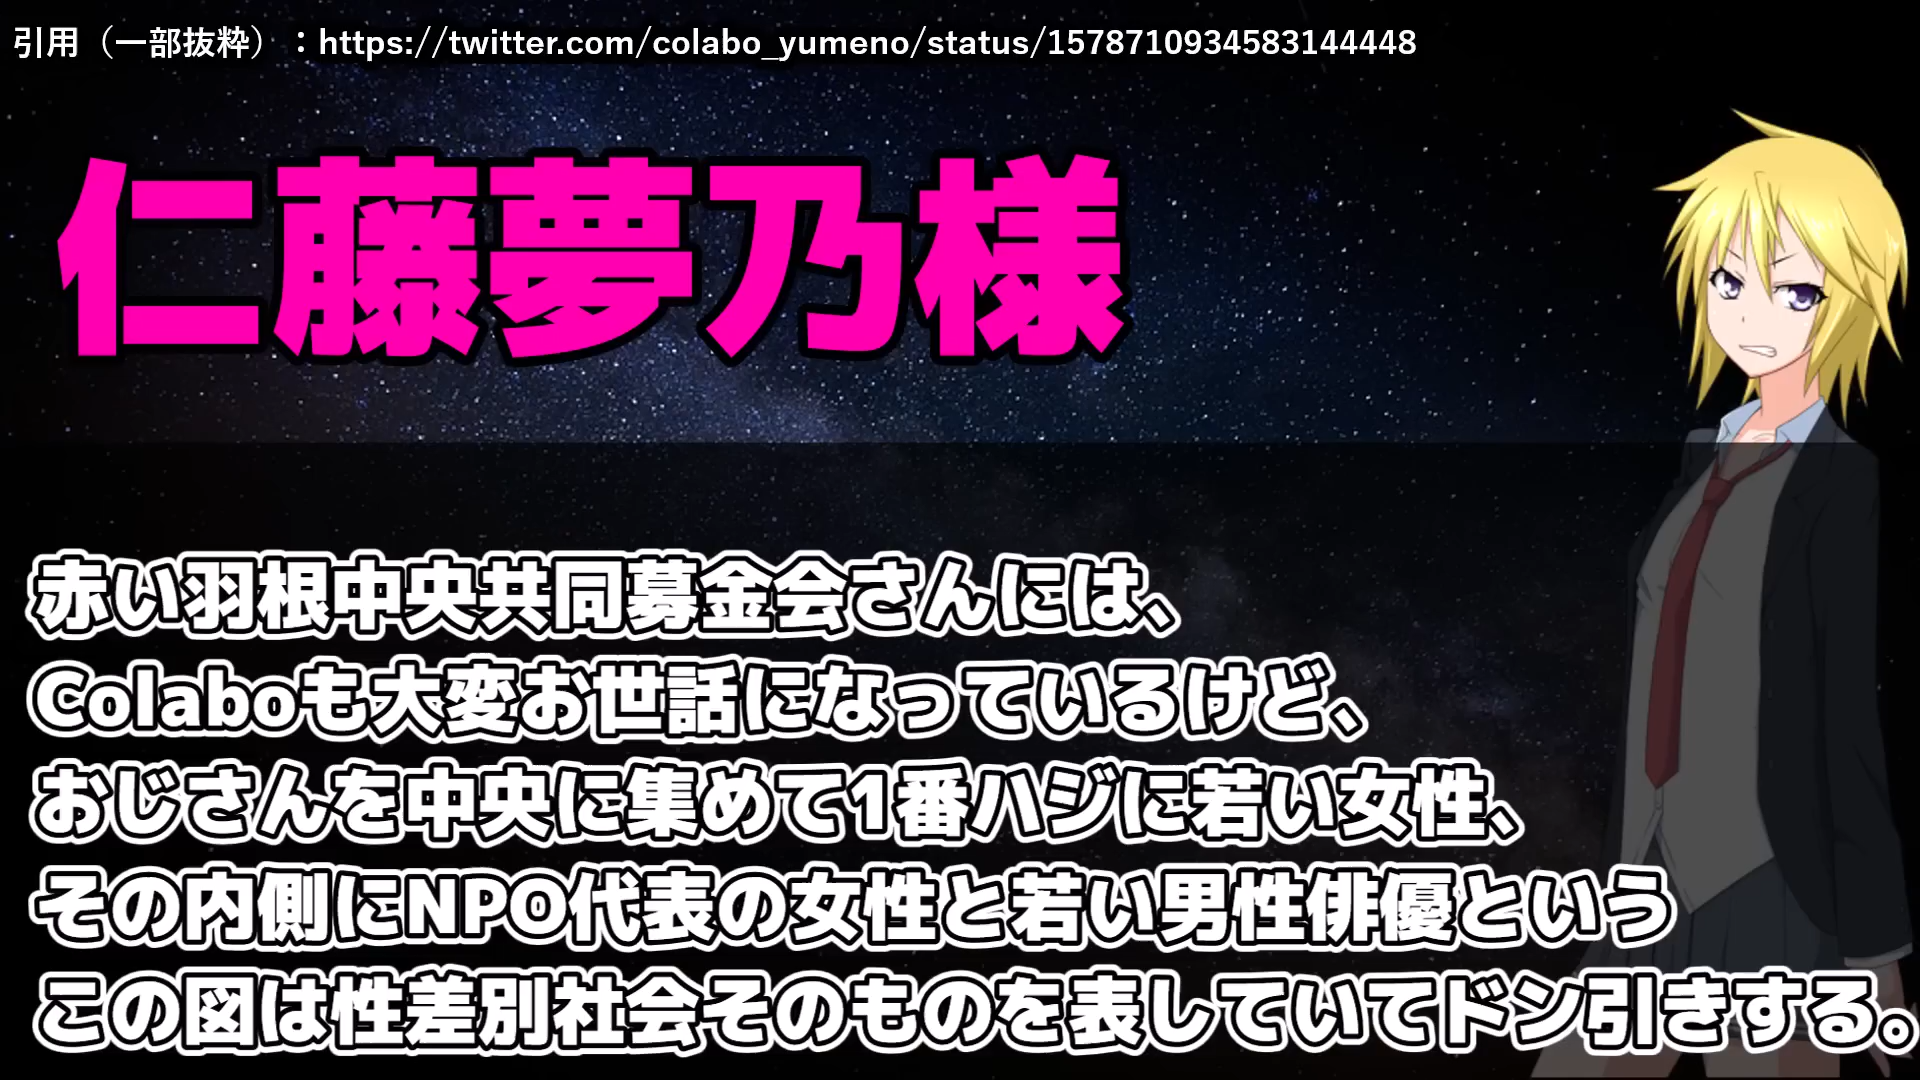 引用（一部抜粋）：https://twitter.com/colabo_yumeno/status/1578710934583144448
仁藤夢乃様
赤い羽根中央共同募金会さんには、
Colaboも大変お世話になっているけど、
おじさんを中央に集めて1番ハジに若い女性、
その内側にNPO代表の女性と若い男性俳優という
この図は性差別社会そのものを表していてドン引きする。